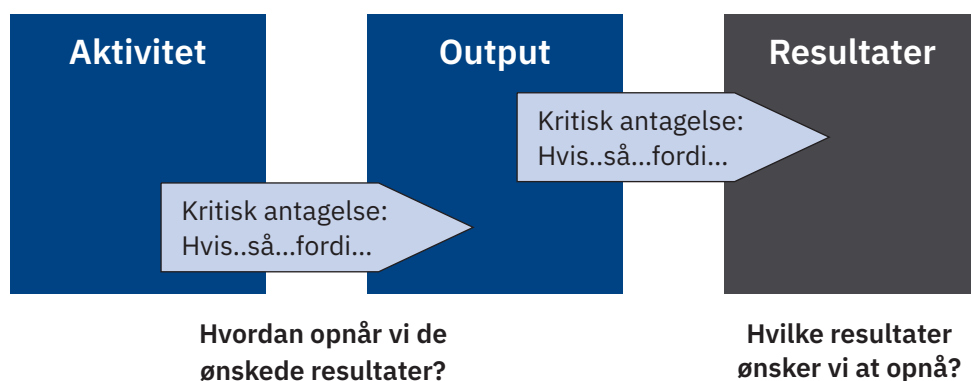 Aktivitet
Output
Resultater
Kritisk antagelse:
Hvis..så...fordi...
Kritisk antagelse:
Hvis..så...fordi...
Hvordan opnår vi de
ønskede resultater?
Hvilke resultater
ønsker vi at opnå?